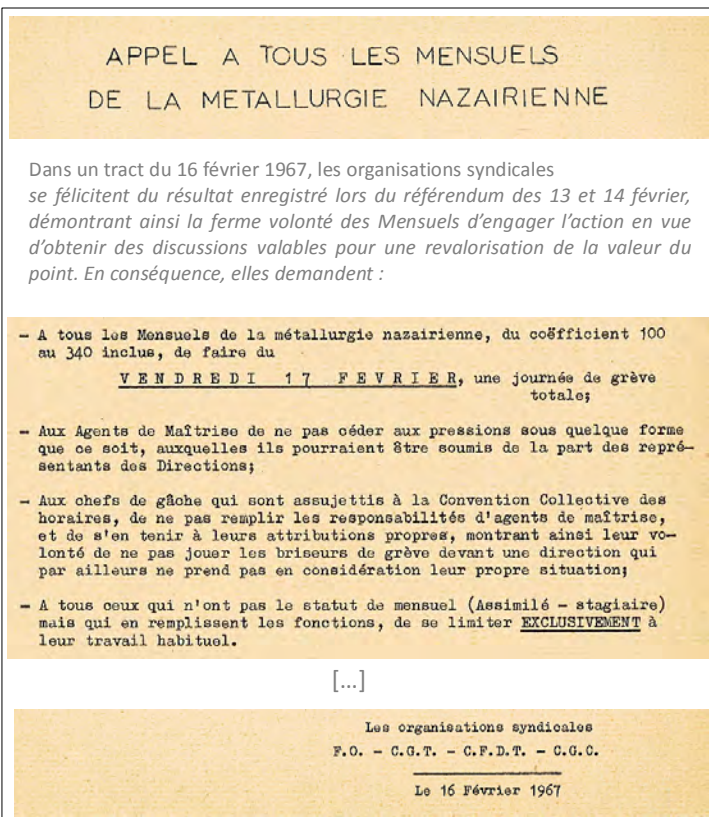 APPEL A TOUS LES MENSUELS
DE LA METALLURGIE NAZAIRIENNE
Dans un tract du 16 février 1967, les organisations syndicales
se félicitent du résultat enregistré lors du référendum des 13 et 14 février,
démontrant ainsi la ferme volonté des Mensuels d'engager l'action en vue
d'obtenir des discussions valables pour une revalorisation de la valeur du
point. En conséquence, elles demandent :
- A tous les Mensuels de la métallurgie nazairienne, du coëfficient 100
au 340 inclus, de faire du
VENDREDI 17 FEVRIER, une journée de grève
totale;
- Aux Agents de Maîtrise de ne pas céder aux pressions sous quelque forme
que ce soit, auxquelles ils pourraient être soumis de la part des repré-
sentants des Directions;
- Aux chefs de gâche qui sont assujettis à la Convention Collective des
horaires, de ne pas remplir les responsabilités d'agents de maîtrise,
et de s'en tenir à leurs attributions propres, montrant ainsi leur vo-
lonté de ne pas jouer les briseurs de grève devant une direction qui
par ailleurs ne prend pas en considération leur propre situation;
- A tous ceux qui n'ont pas le statut de mensuel (Assimilé - stagiaire)
mais qui en remplissent les fonctions, de se limiter EXCLUSIVEMENT à
leur travail habituel.
[...]
Les organisations syndicales
F.O. - C.G.T. - C.F.D.T. - C.G.C.
Le 16 Février 1967